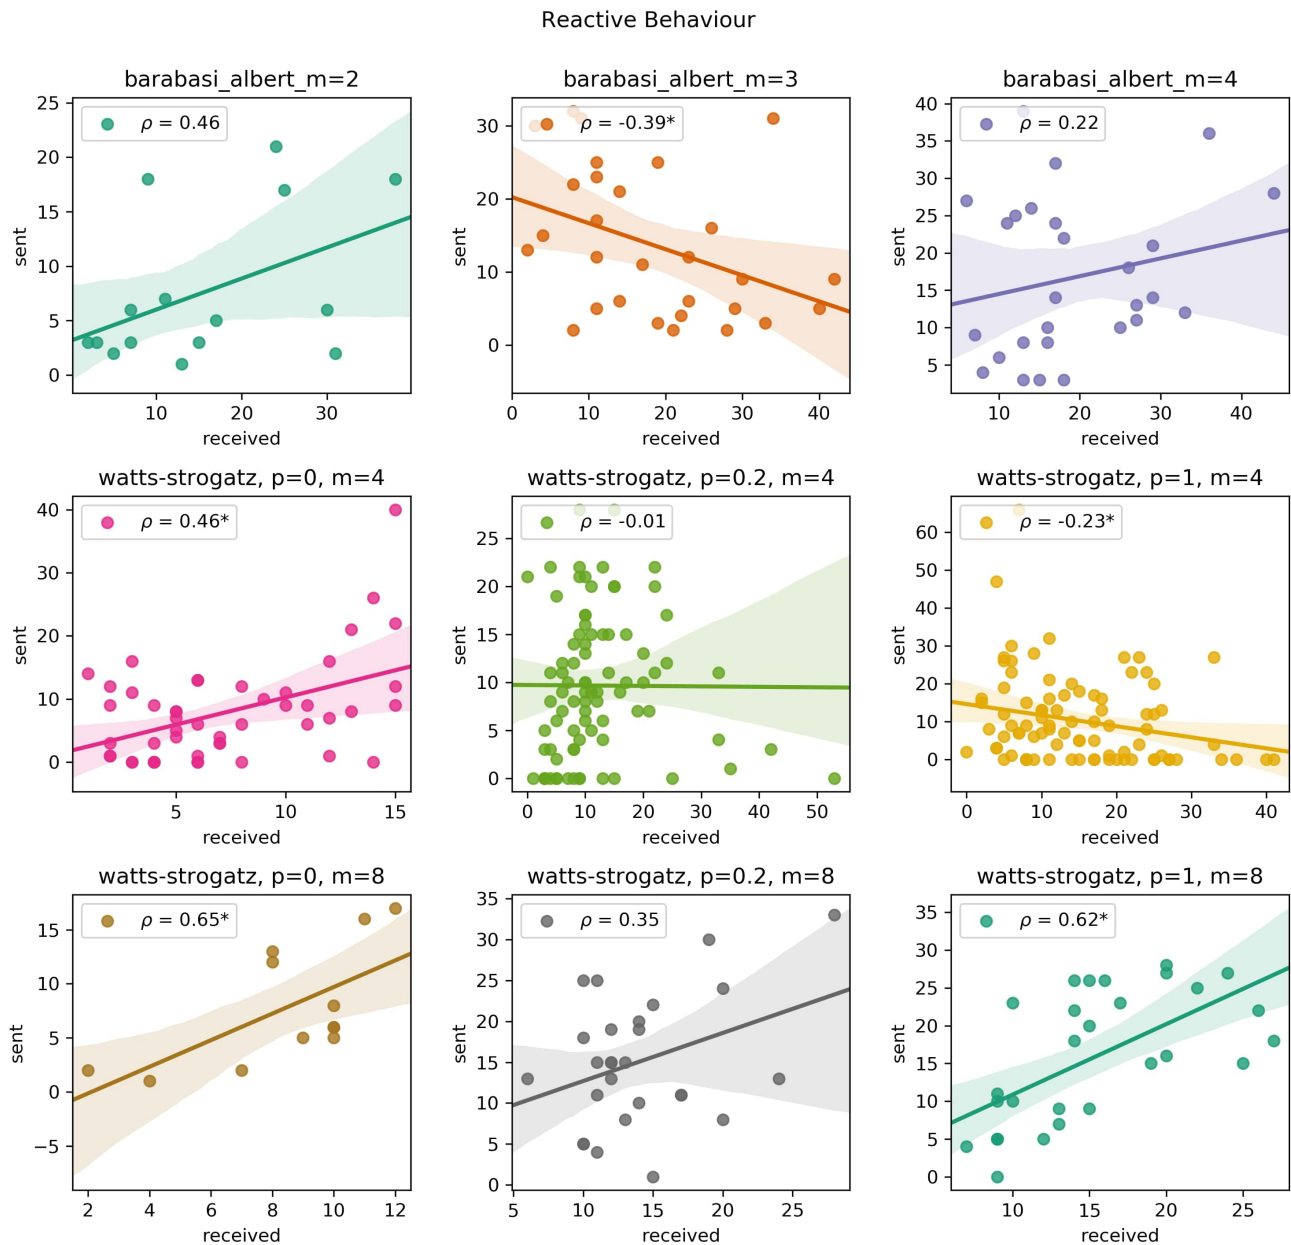 Reactive Behaviour
barabasi_albert_m=2
ρ = 0.46
25
20
15
10
5
0
sent
10 20 30
received
barabasi_albert_m=3
ρ = -0.39*
30
20
10
0
sent
0 10 20 30 40
received
barabasi_albert_m=4
ρ = 0.22
40
35
30
25
20
15
10
5
sent
10 20 30 40
received
watts-strogatz, p=0, m=4
ρ = 0.46*
40
30
20
10
0
sent
5 10 15
received
watts-strogatz, p=0.2, m=4
ρ = -0.01
25
20
15
10
5
0
sent
0 10 20 30 40 50
received
watts-strogatz, p=1, m=4
ρ = -0.23*
60
50
40
30
20
10
0
sent
0 10 20 30 40
received
watts-strogatz, p=0, m=8
ρ = 0.65*
15
10
5
0
−5
sent
2 4 6 8 10 12
received
watts-strogatz, p=0.2, m=8
ρ = 0.35
35
30
25
20
15
10
5
0
sent
5 10 15 20 25
received
watts-strogatz, p=1, m=8
ρ = 0.62*
35
30
25
20
15
10
5
0
sent
10 15 20 25
received